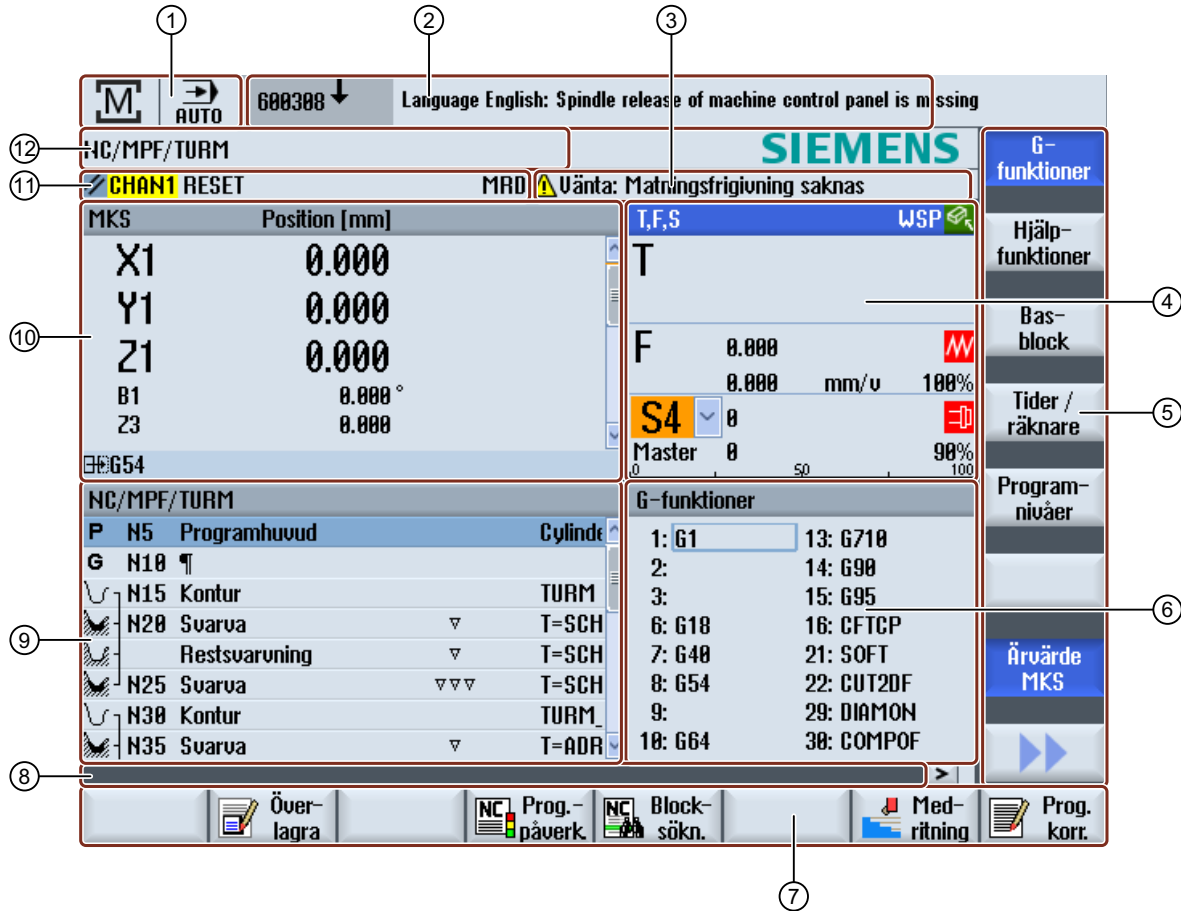 1 2 3
M AUTO 600308 Language English: Spindle release of machine control panel is missing
12 NC/MPF/TURM SIEMENS
11 CHAN1 RESET MRD Vänta: Matningsfrigivning saknas
MKS Position [mm]
X1 0.000
Y1 0.000
10 Z1 0.000
B1 0.000 °
Z3 0.000
G54
T,F,S WSP
T
4
F 0.000
0.000 mm/v 100%
S4 0
Master 0 90%
0 50 100
NC/MPF/TURM
P N5 Programhuvud Cylinde
G N10 ¶
N15 Kontur TURM
N20 Svarva ▿ T=SCH
9 Restsvarvning ▿ T=SCH
N25 Svarva ▿▿▿ T=SCH
N30 Kontur TURM_
N35 Svarva ▿ T=ADR
G-funktioner
1: G1 13: G710
2: 14: G90
3: 15: G95
6: G18 16: CFTCP
7: G40 21: SOFT
8: G54 22: CUT2DF
9: 29: DIAMON
10: G64 30: COMPOF
6
G-
funktioner
Hjälp-
funktioner
Bas-
block
Tider /
räknare
5
Program-
nivåer
Ärvärde
MKS
8 >
Över-
lagra
NC Prog.-
påverk.
NC Block-
sökn.
Med-
ritning
Prog.
korr.
7